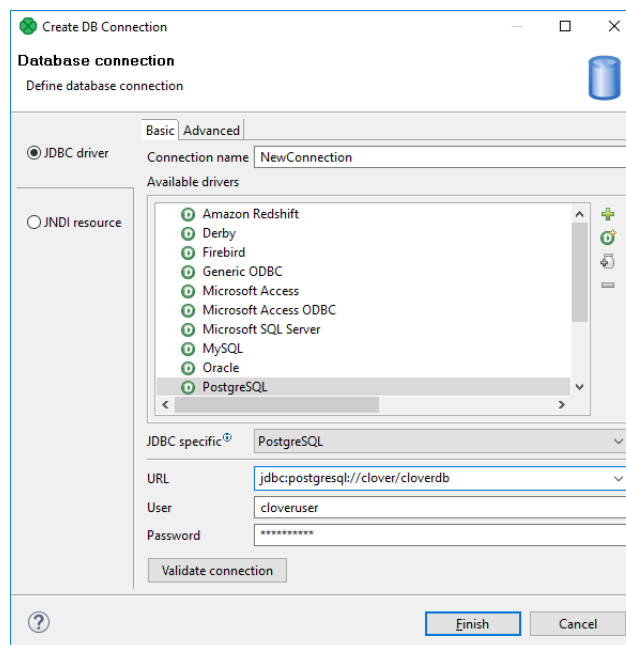 Create DB Connection
Database connection
Define database connection
JDBC driver
JNDI resource
Basic Advanced
Connection name NewConnection
Available drivers
Amazon Redshift
Derby
Firebird
Generic ODBC
Microsoft Access
Microsoft Access ODBC
Microsoft SQL Server
MySQL
Oracle
PostgreSQL
JDBC specific PostgreSQL
URL jdbc:postgresql://clover/cloverdb
User cloveruser
Password **********
Validate connection
Finish Cancel